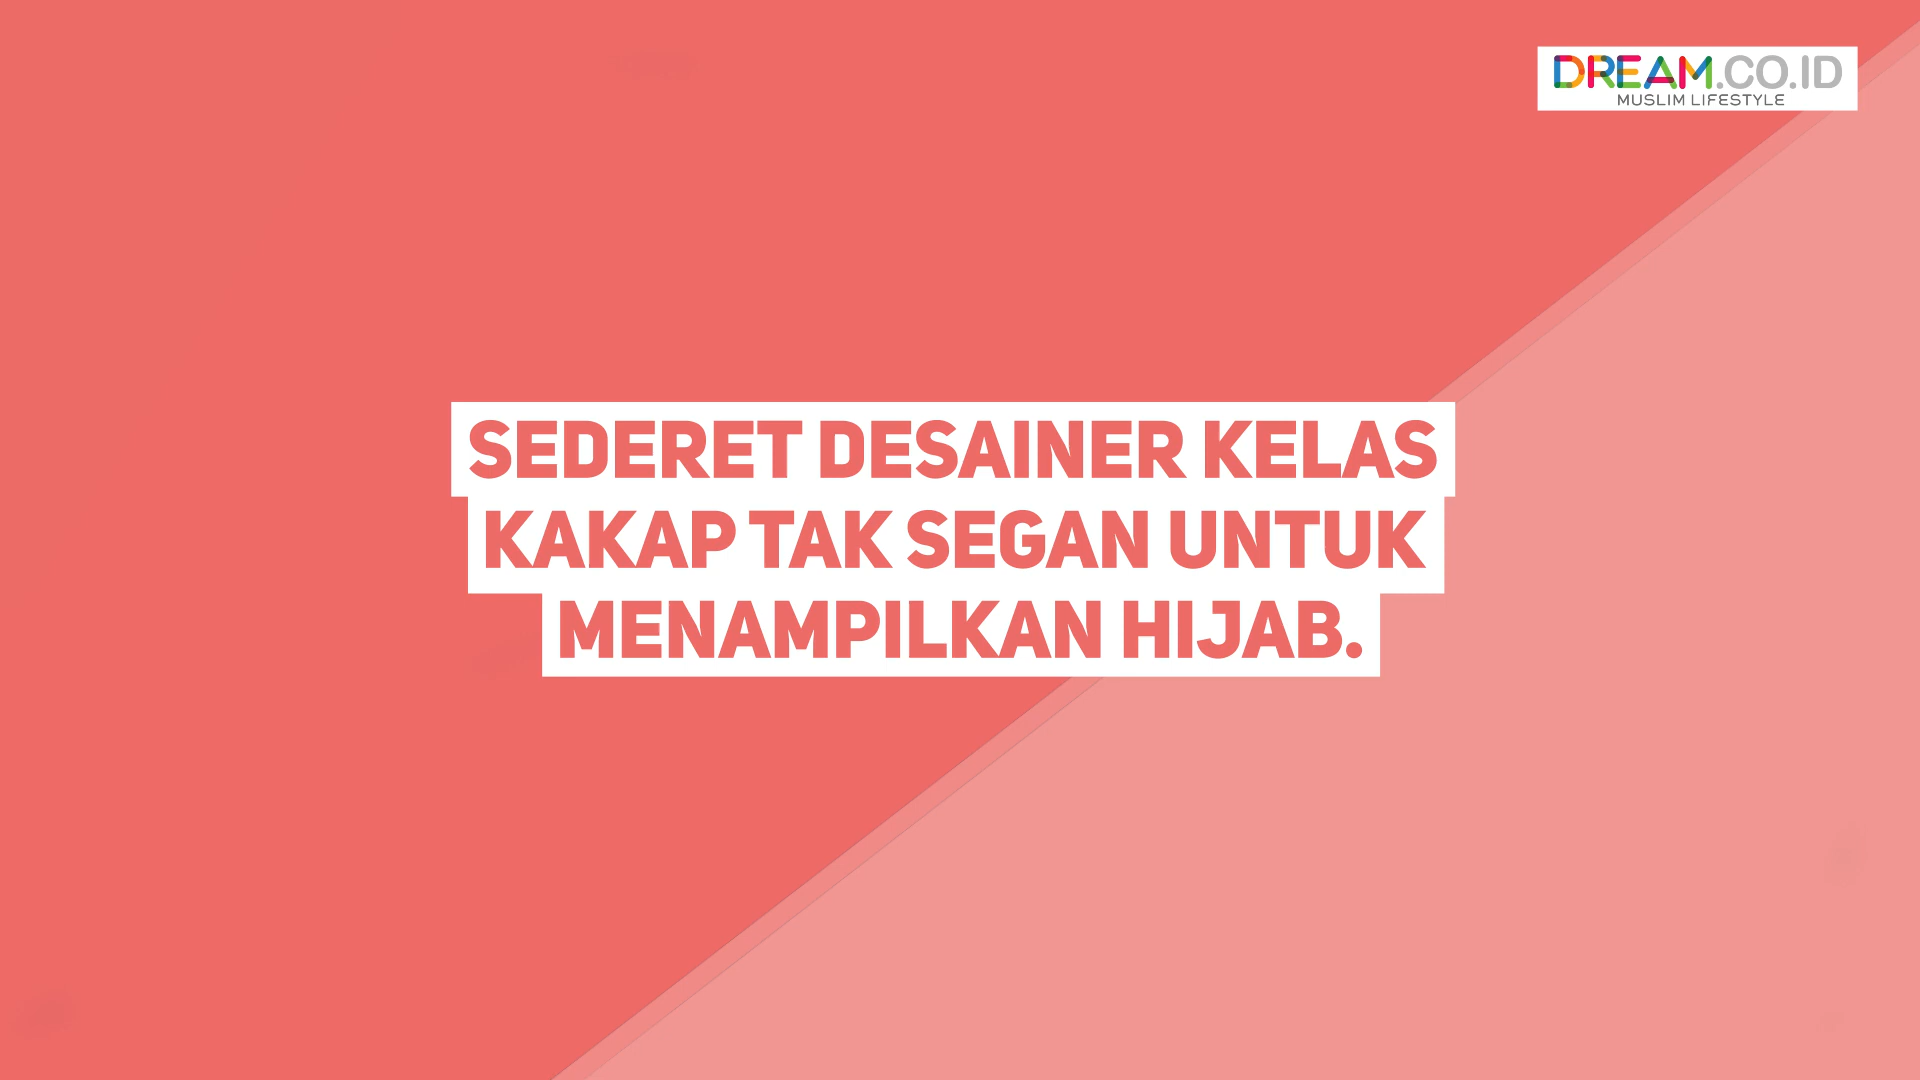 DREAM.CO.ID
MUSLIM LIFESTYLE
SEDERET DESAINER KELAS
KAKAP TAK SEGAN UNTUK
MENAMPILKAN HIJAB.